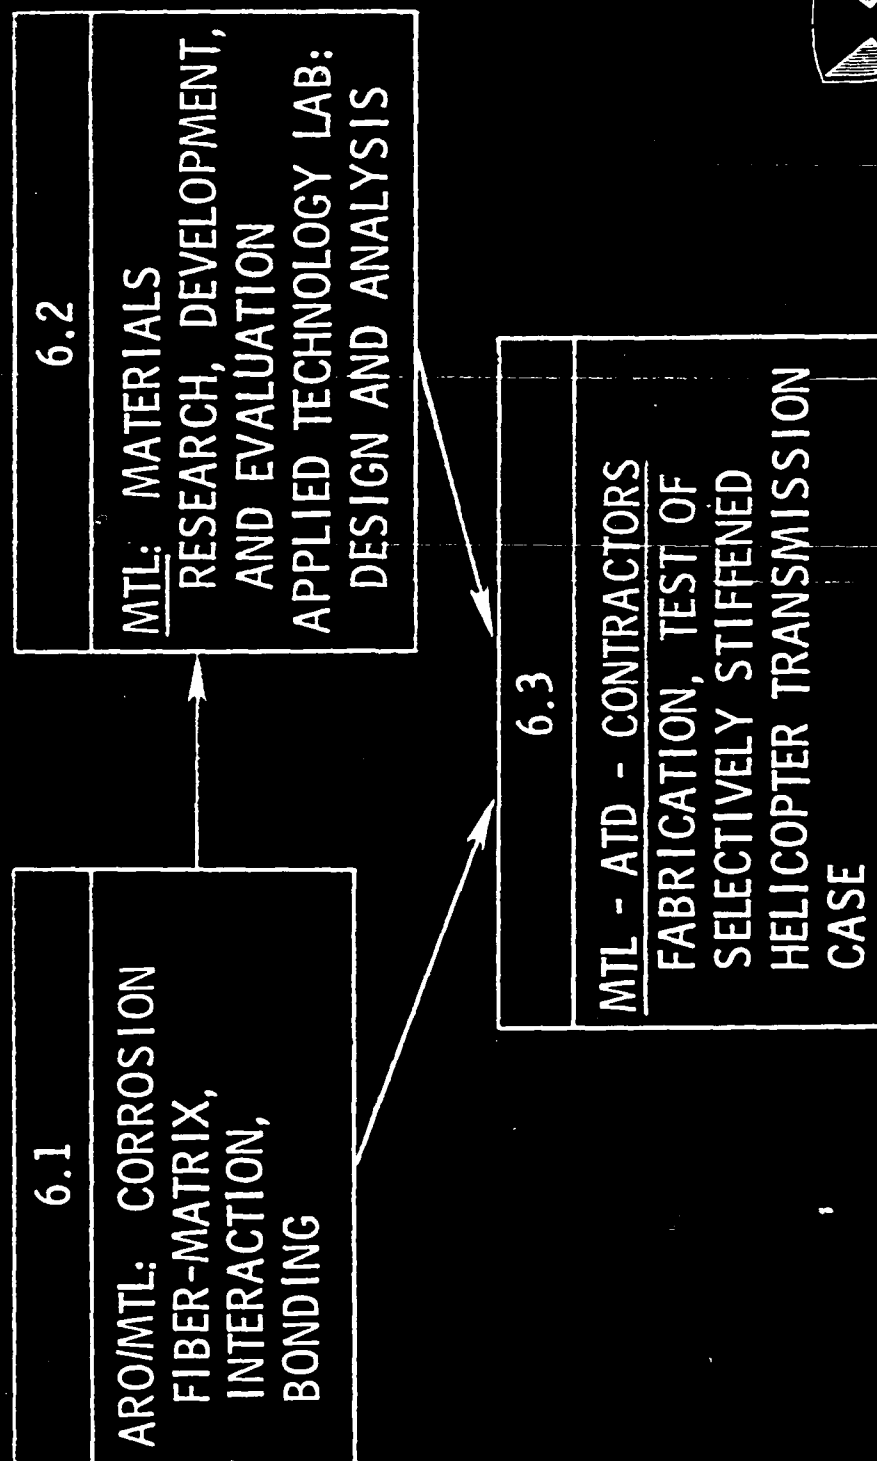 6.1
ARO/MTL: CORROSION
FIBER-MATRIX,
INTERACTION,
BONDING
6.2
MTL: MATERIALS
RESEARCH, DEVELOPMENT,
AND EVALUATION
APPLIED TECHNOLOGY LAB:
DESIGN AND ANALYSIS
6.3
MTL - ATD - CONTRACTORS
FABRICATION, TEST OF
SELECTIVELY STIFFENED
HELICOPTER TRANSMISSION
CASE